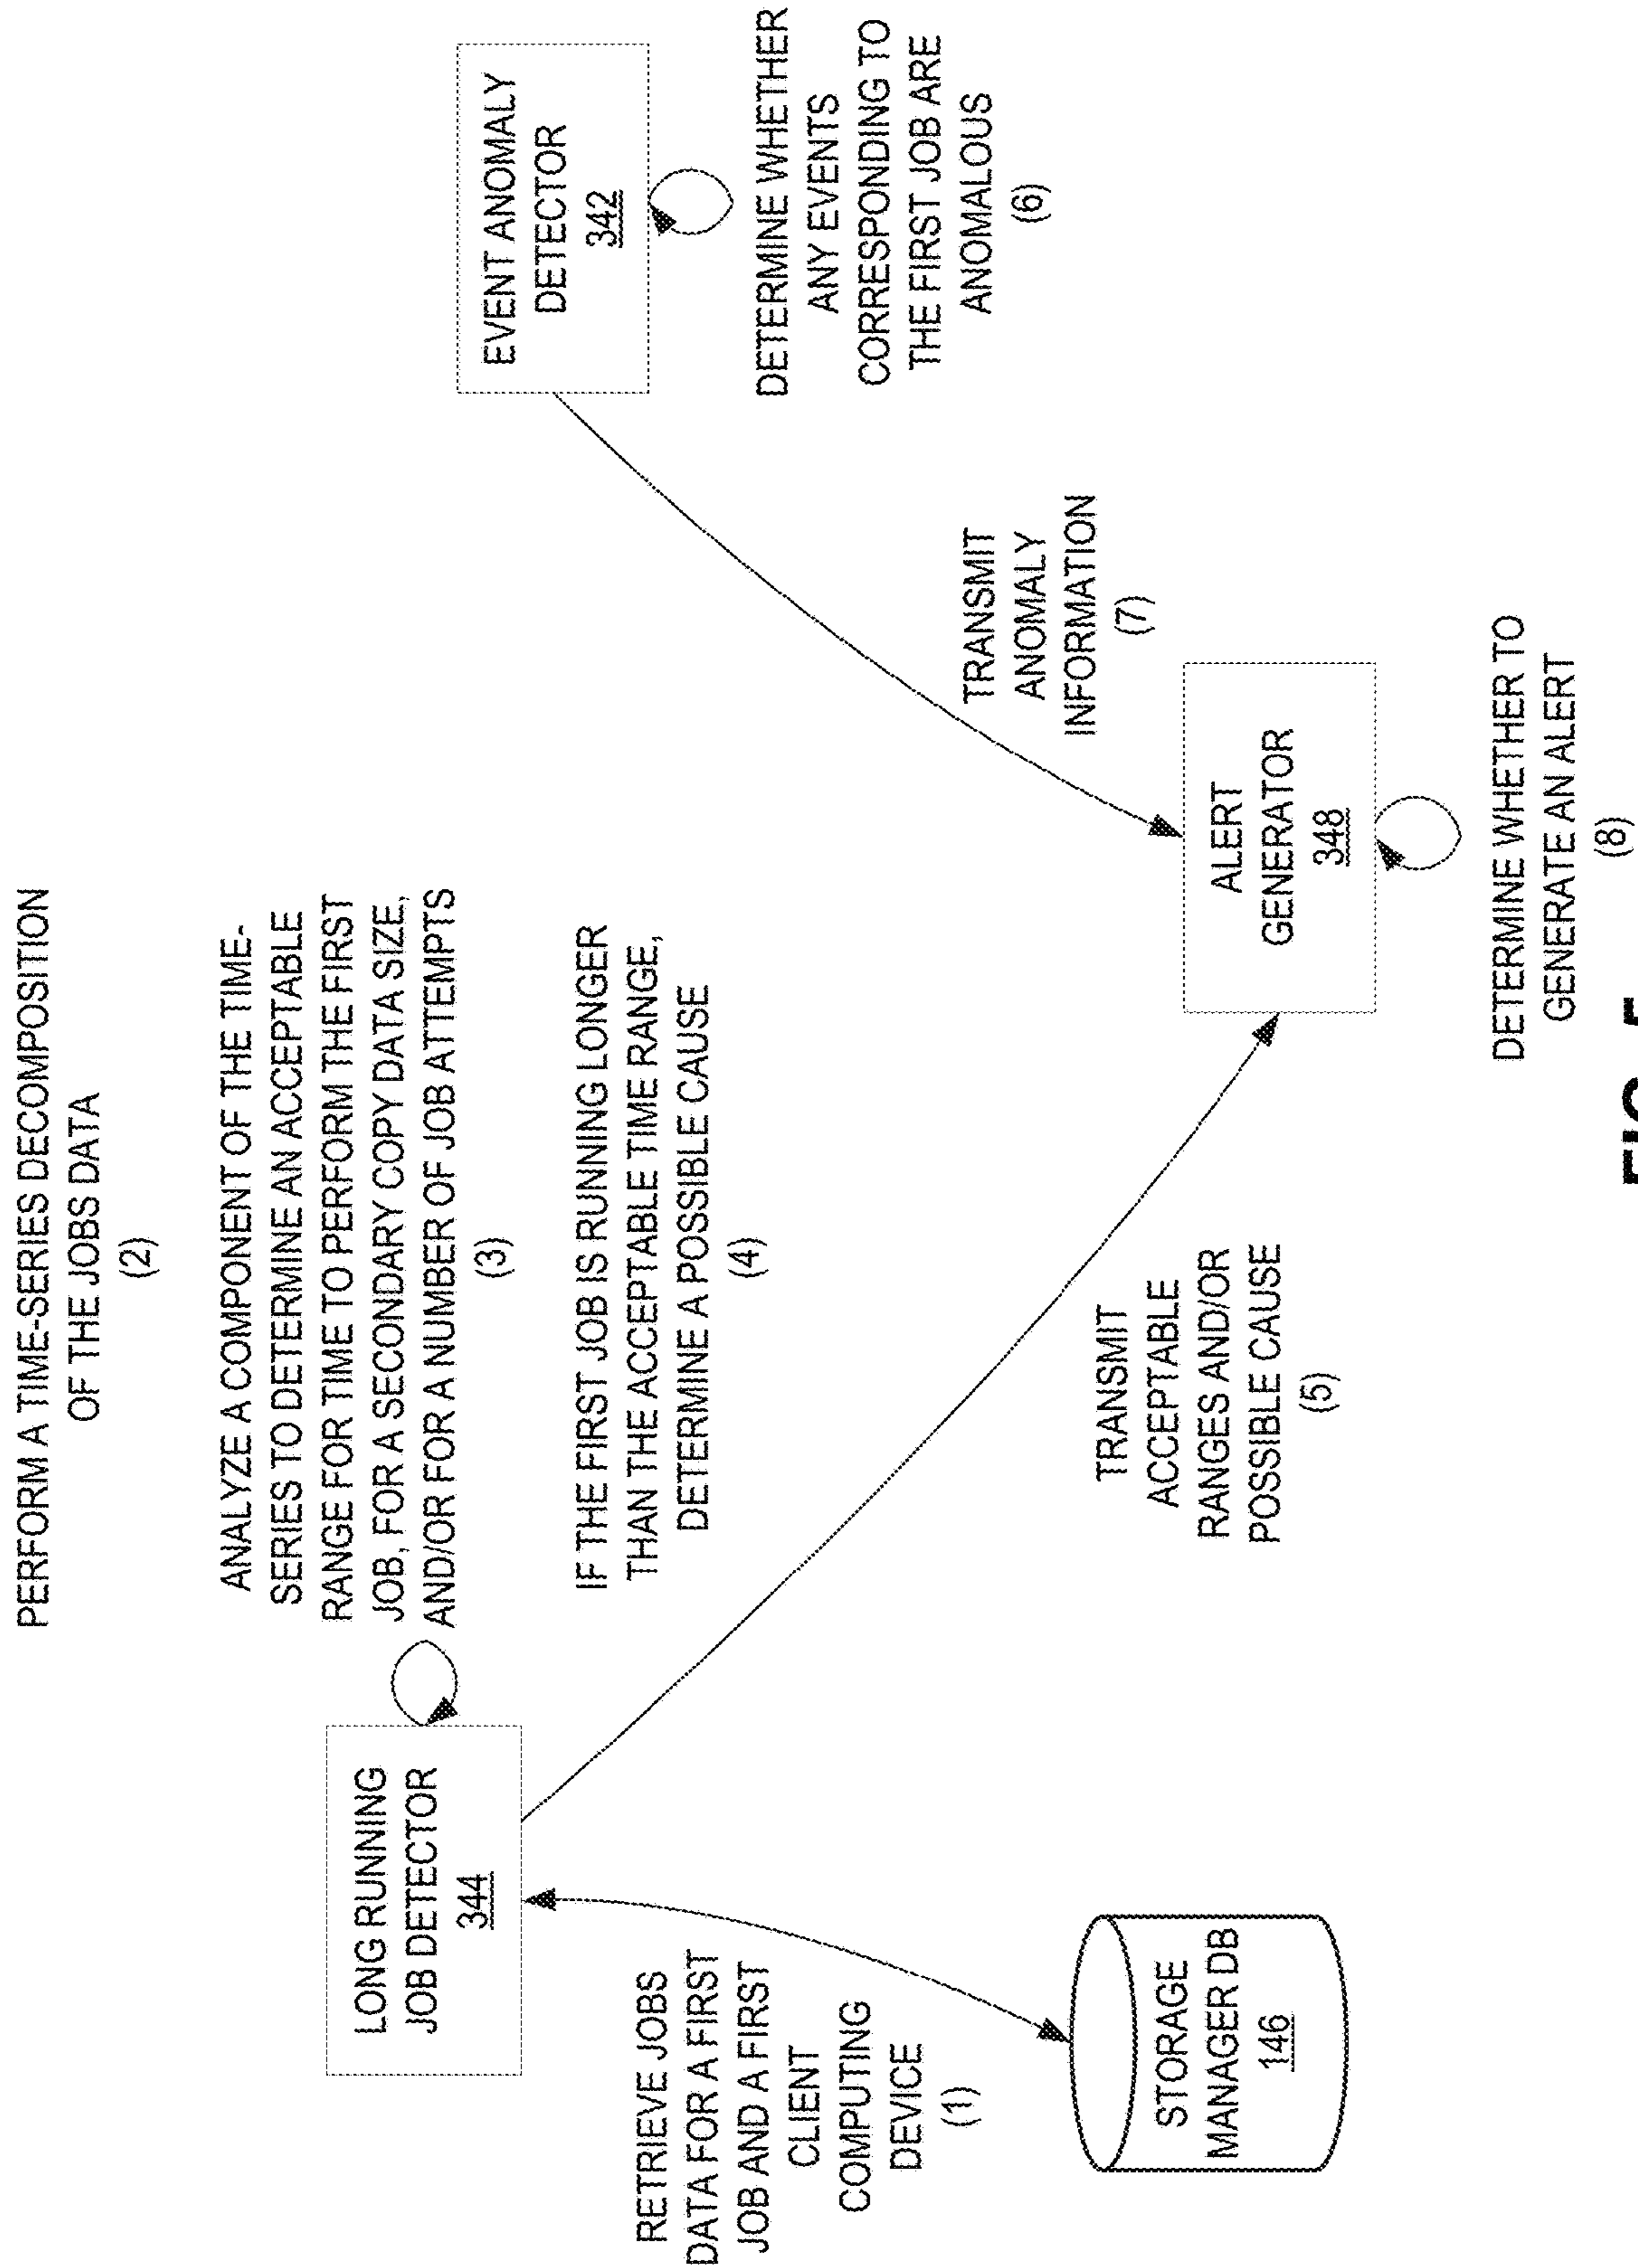 PERFORM A TIME-SERIES DECOMPOSITION
OF THE JOBS DATA
(2)
ANALYZE A COMPONENT OF THE TIME-
SERIES TO DETERMINE AN ACCEPTABLE
RANGE FOR TIME TO PERFORM THE FIRST
JOB, FOR A SECONDARY COPY DATA SIZE,
AND/OR FOR A NUMBER OF JOB ATTEMPTS
(3)
IF THE FIRST JOB IS RUNNING LONGER
THAN THE ACCEPTABLE TIME RANGE,
DETERMINE A POSSIBLE CAUSE
(4)
LONG RUNNING
JOB DETECTOR
344
EVENT ANOMALY
DETECTOR
342
DETERMINE WHETHER
ANY EVENTS
CORRESPONDING TO
THE FIRST JOB ARE
ANOMALOUS
(6)
RETRIEVE JOBS
DATA FOR A FIRST
JOB AND A FIRST
CLIENT
COMPUTING
DEVICE
(1)
TRANSMIT
ANOMALY
INFORMATION
(7)
TRANSMIT
ACCEPTABLE
RANGES AND/OR
POSSIBLE CAUSE
(5)
STORAGE
MANAGER DB
146
ALERT
GENERATOR
348
DETERMINE WHETHER TO
GENERATE AN ALERT
(8)
FIG.